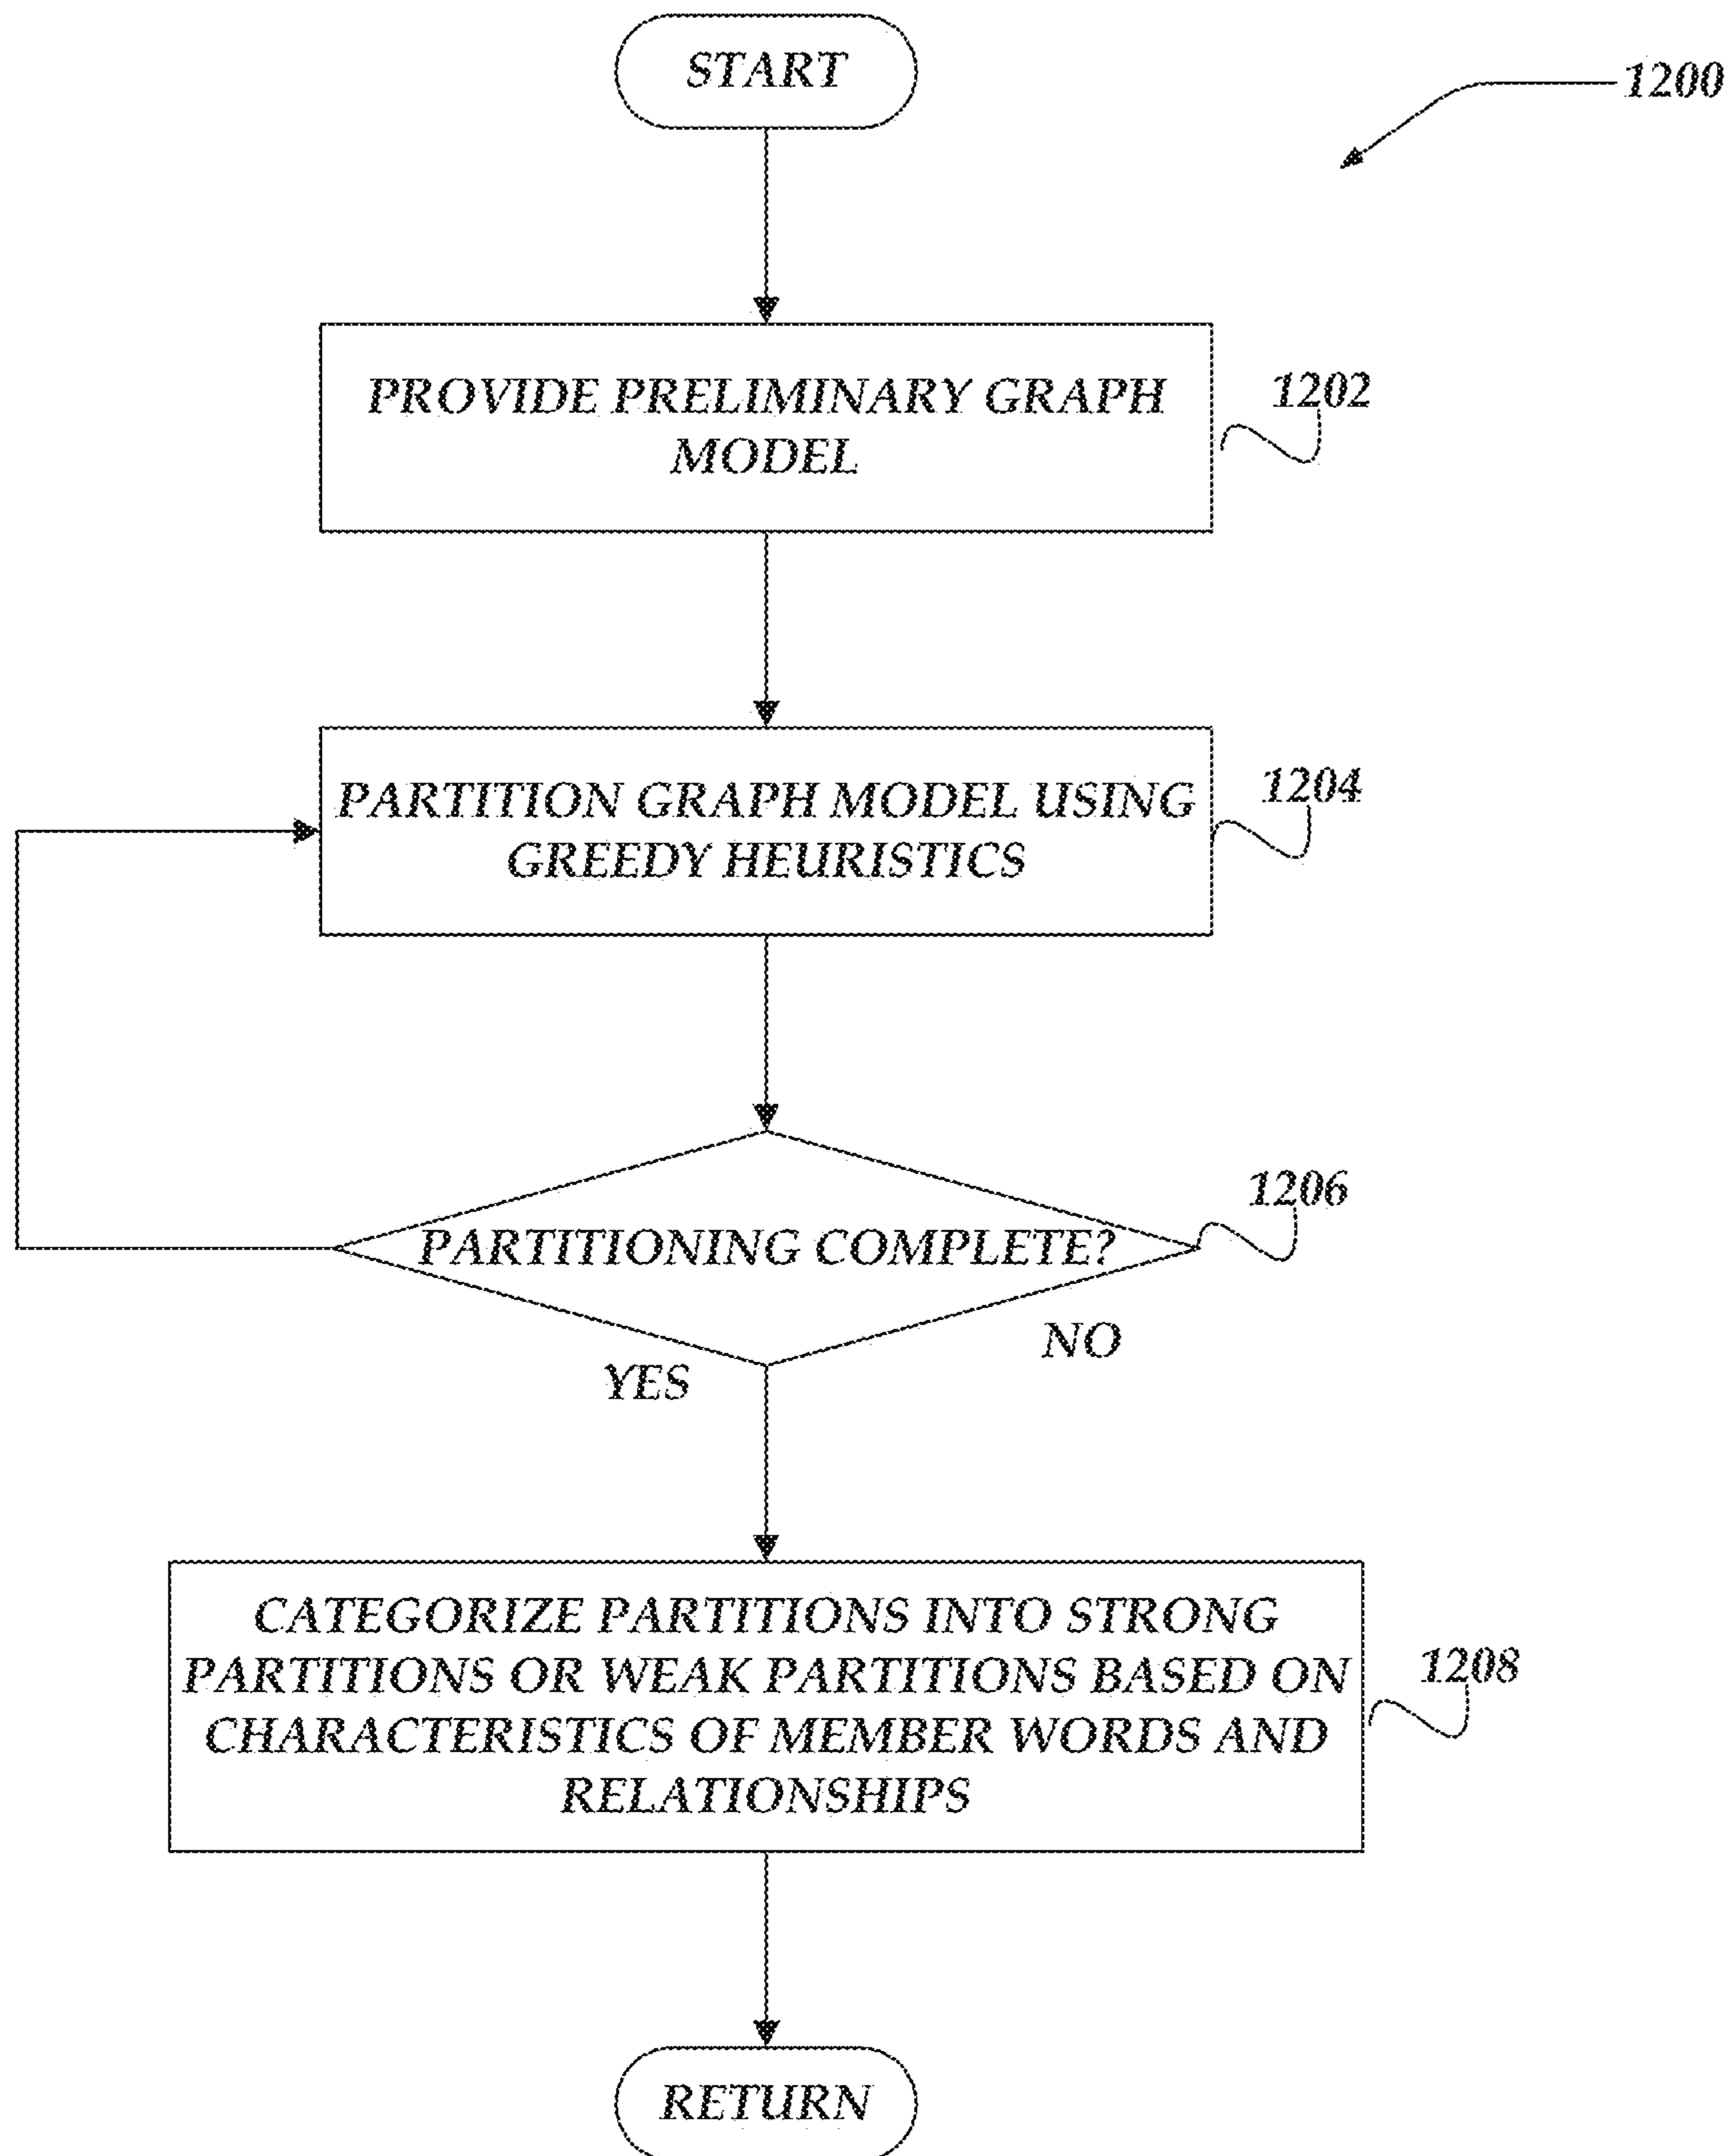 START
1200
PROVIDE PRELIMINARY GRAPH
MODEL
1202
PARTITION GRAPH MODEL USING
GREEDY HEURISTICS
1204
PARTITIONING COMPLETE?
1206
NO
YES
CATEGORIZE PARTITIONS INTO STRONG
PARTITIONS OR WEAK PARTITIONS BASED ON
CHARACTERISTICS OF MEMBER WORDS AND
RELATIONSHIPS
1208
RETURN